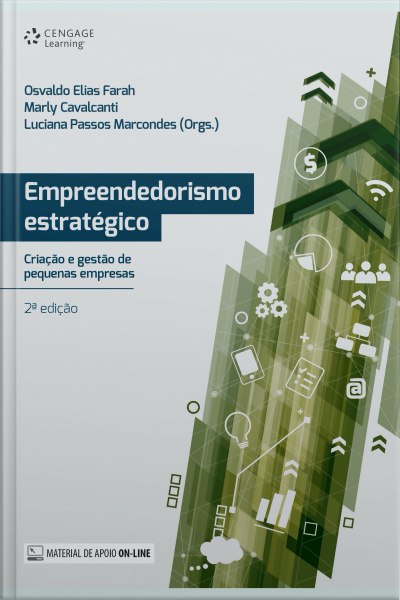 CENGAGE
Learning®
Osvaldo Elias Farah
Marly Cavalcanti
Luciana Passos Marcondes (Orgs.)
Empreendedorismo
estratégico
Criação e gestão de
pequenas empresas
2ª edição
$
@
MATERIAL DE APOIO ON-LINE